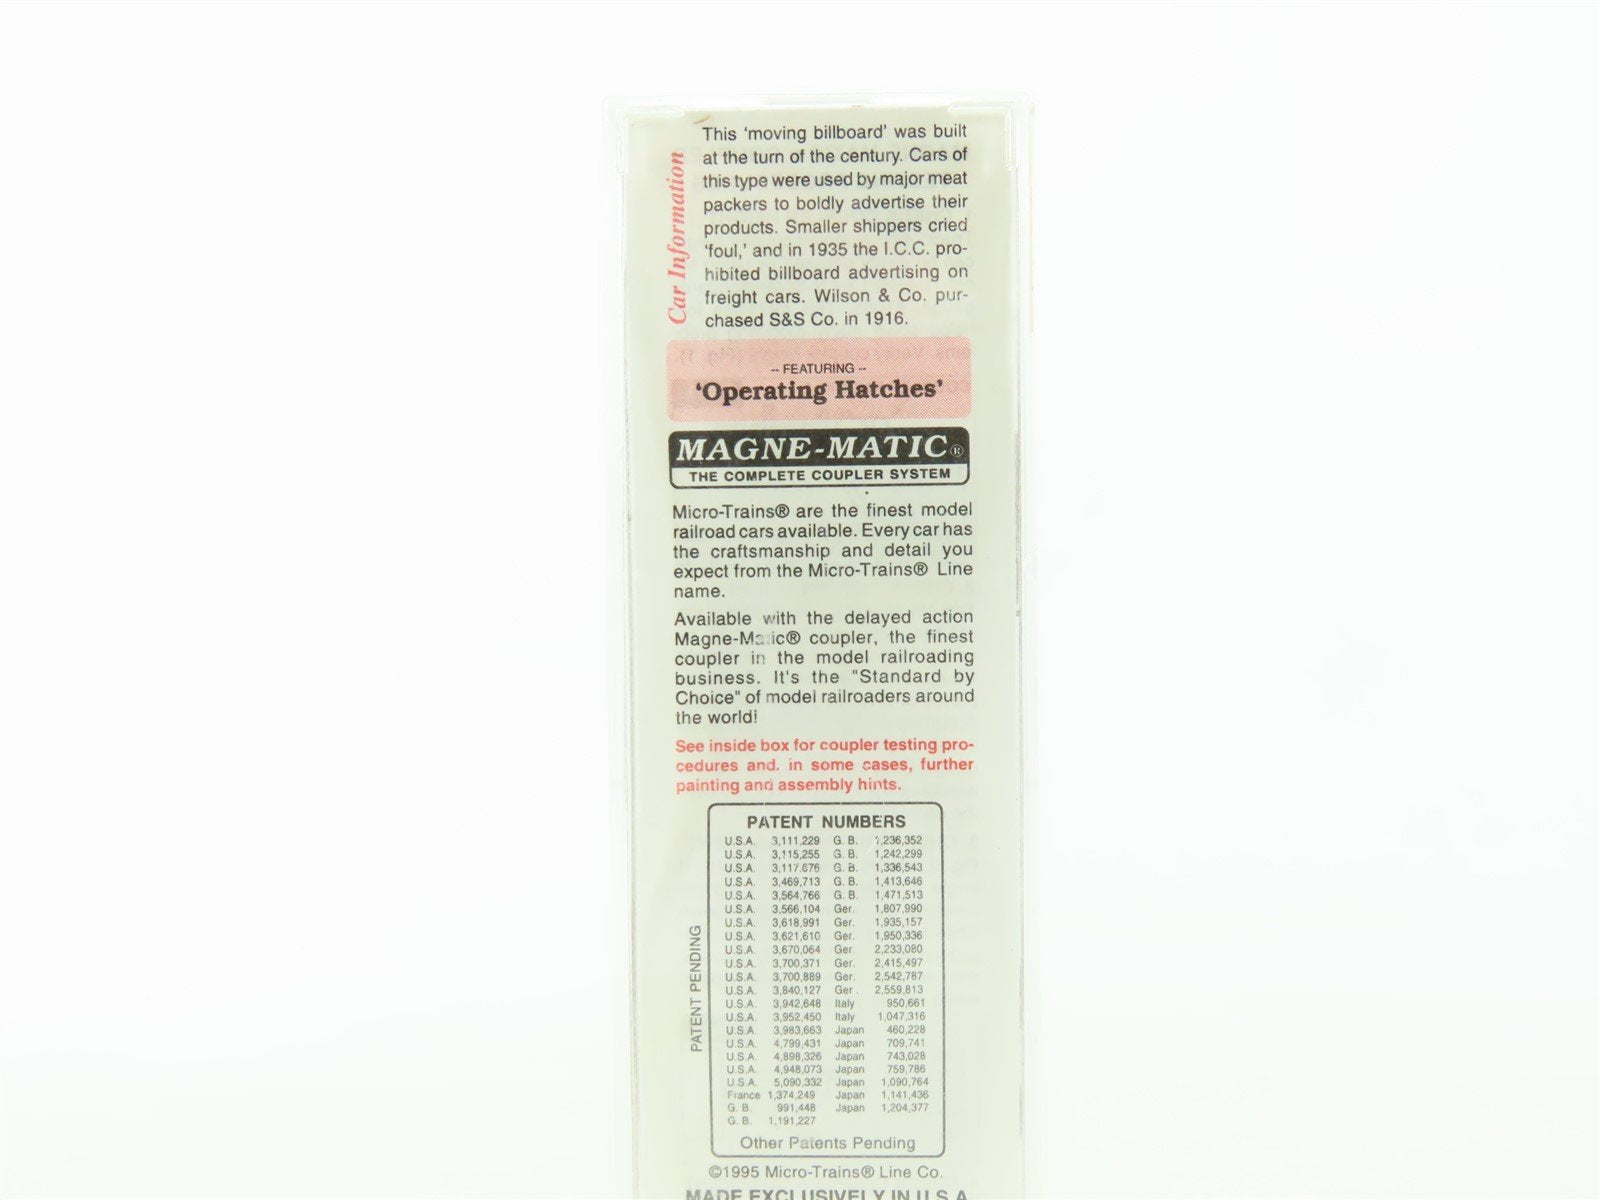 Car Information
This 'moving billboard' was built
at the turn of the century. Cars of
this type were used by major meat
packers to boldly advertise their
products. Smaller shippers cried
'foul,' and in 1935 the I.C.C. pro-
hibited billboard advertising on
freight cars. Wilson & Co. pur-
chased S&S Co. in 1916.
-- FEATURING --
'Operating Hatches'
MAGNE-MATIC®
THE COMPLETE COUPLER SYSTEM
Micro-Trains® are the finest model
railroad cars available. Every car has
the craftsmanship and detail you
expect from the Micro-Trains® Line
name.
Available with the delayed action
Magne-Matic® coupler, the finest
coupler in the model railroading
business. It's the "Standard by
Choice" of model railroaders around
the world!
See inside box for coupler testing pro-
cedures and. in some cases, further
painting and assembly hints.
PATENT PENDING
PATENT NUMBERS
U.S.A. 3,111,229 G. B. 1,236,352
U.S.A. 3,115,255 G. B. 1,242,299
U.S.A. 3,117,676 G. B. 1,336,543
U.S.A. 3,469,713 G. B. 1,413,646
U.S.A. 3,564,766 G. B. 1,471,513
U.S.A. 3,566,104 Ger. 1,807,990
U.S.A. 3,618,991 Ger. 1,935,157
U.S.A. 3,621,610 Ger. 1,950,336
U.S.A. 3,670,064 Ger. 2,233,080
U.S.A. 3,700,371 Ger. 2,415,497
U.S.A. 3,700,889 Ger. 2,542,787
U.S.A. 3,840,127 Ger. 2,559,813
U.S.A. 3,942,648 Italy 950,661
U.S.A. 3,952,450 Italy 1,047,316
U.S.A. 3,983,663 Japan 460,228
U.S.A. 4,799,431 Japan 709,741
U.S.A. 4,898,326 Japan 743,028
U.S.A. 4,948,073 Japan 759,786
U.S.A. 5,090,332 Japan 1,090,764
France 1,374,249 Japan 1,141,436
G. B. 991,448 Japan 1,204,377
G. B. 1,191,227
Other Patents Pending
©1995 Micro-Trains® Line Co.
MADE EXCLUSIVELY IN U.S.A.